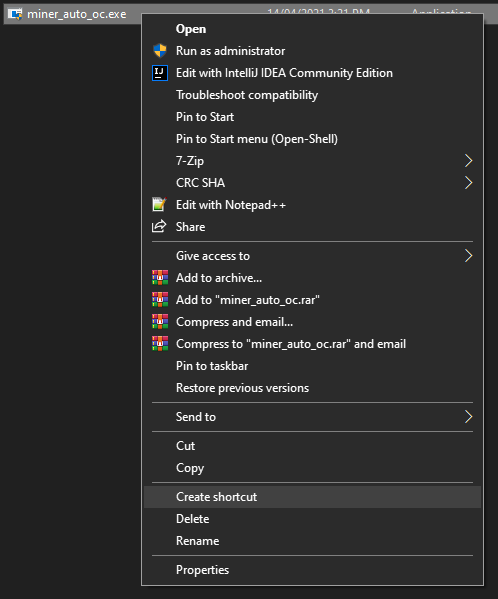 miner_auto_oc.exe 14/04/2021 3:21 PM Application
Open
Run as administrator
Edit with IntelliJ IDEA Community Edition
Troubleshoot compatibility
Pin to Start
Pin to Start menu (Open-Shell)
7-Zip
CRC SHA
Edit with Notepad++
Share
Give access to
Add to archive...
Add to "miner_auto_oc.rar"
Compress and email...
Compress to "miner_auto_oc.rar" and email
Pin to taskbar
Restore previous versions
Send to
Cut
Copy
Create shortcut
Delete
Rename
Properties